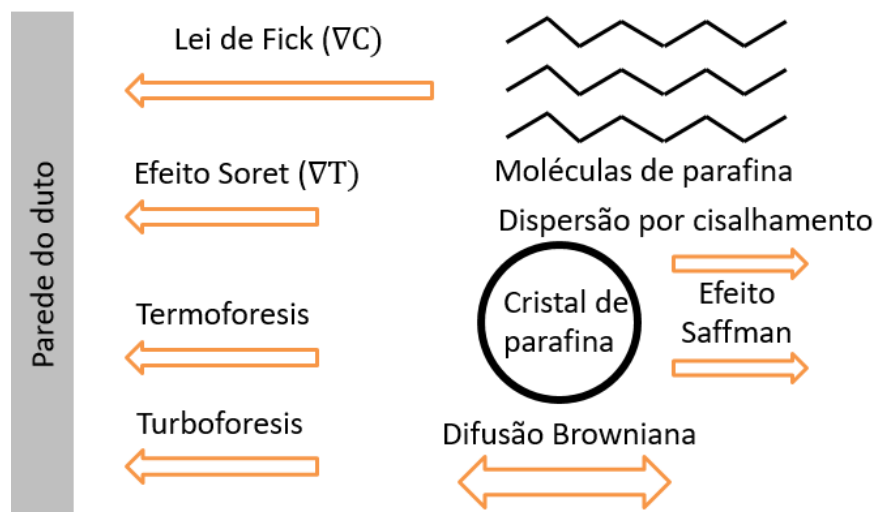 Lei de Fick (∇C)
Efeito Soret (∇T)
Moléculas de parafina
Dispersão por cisalhamento
Parede do duto
Termoforesis
Cristal de
parafina
Efeito
Saffman
Turboforesis
Difusão Browniana